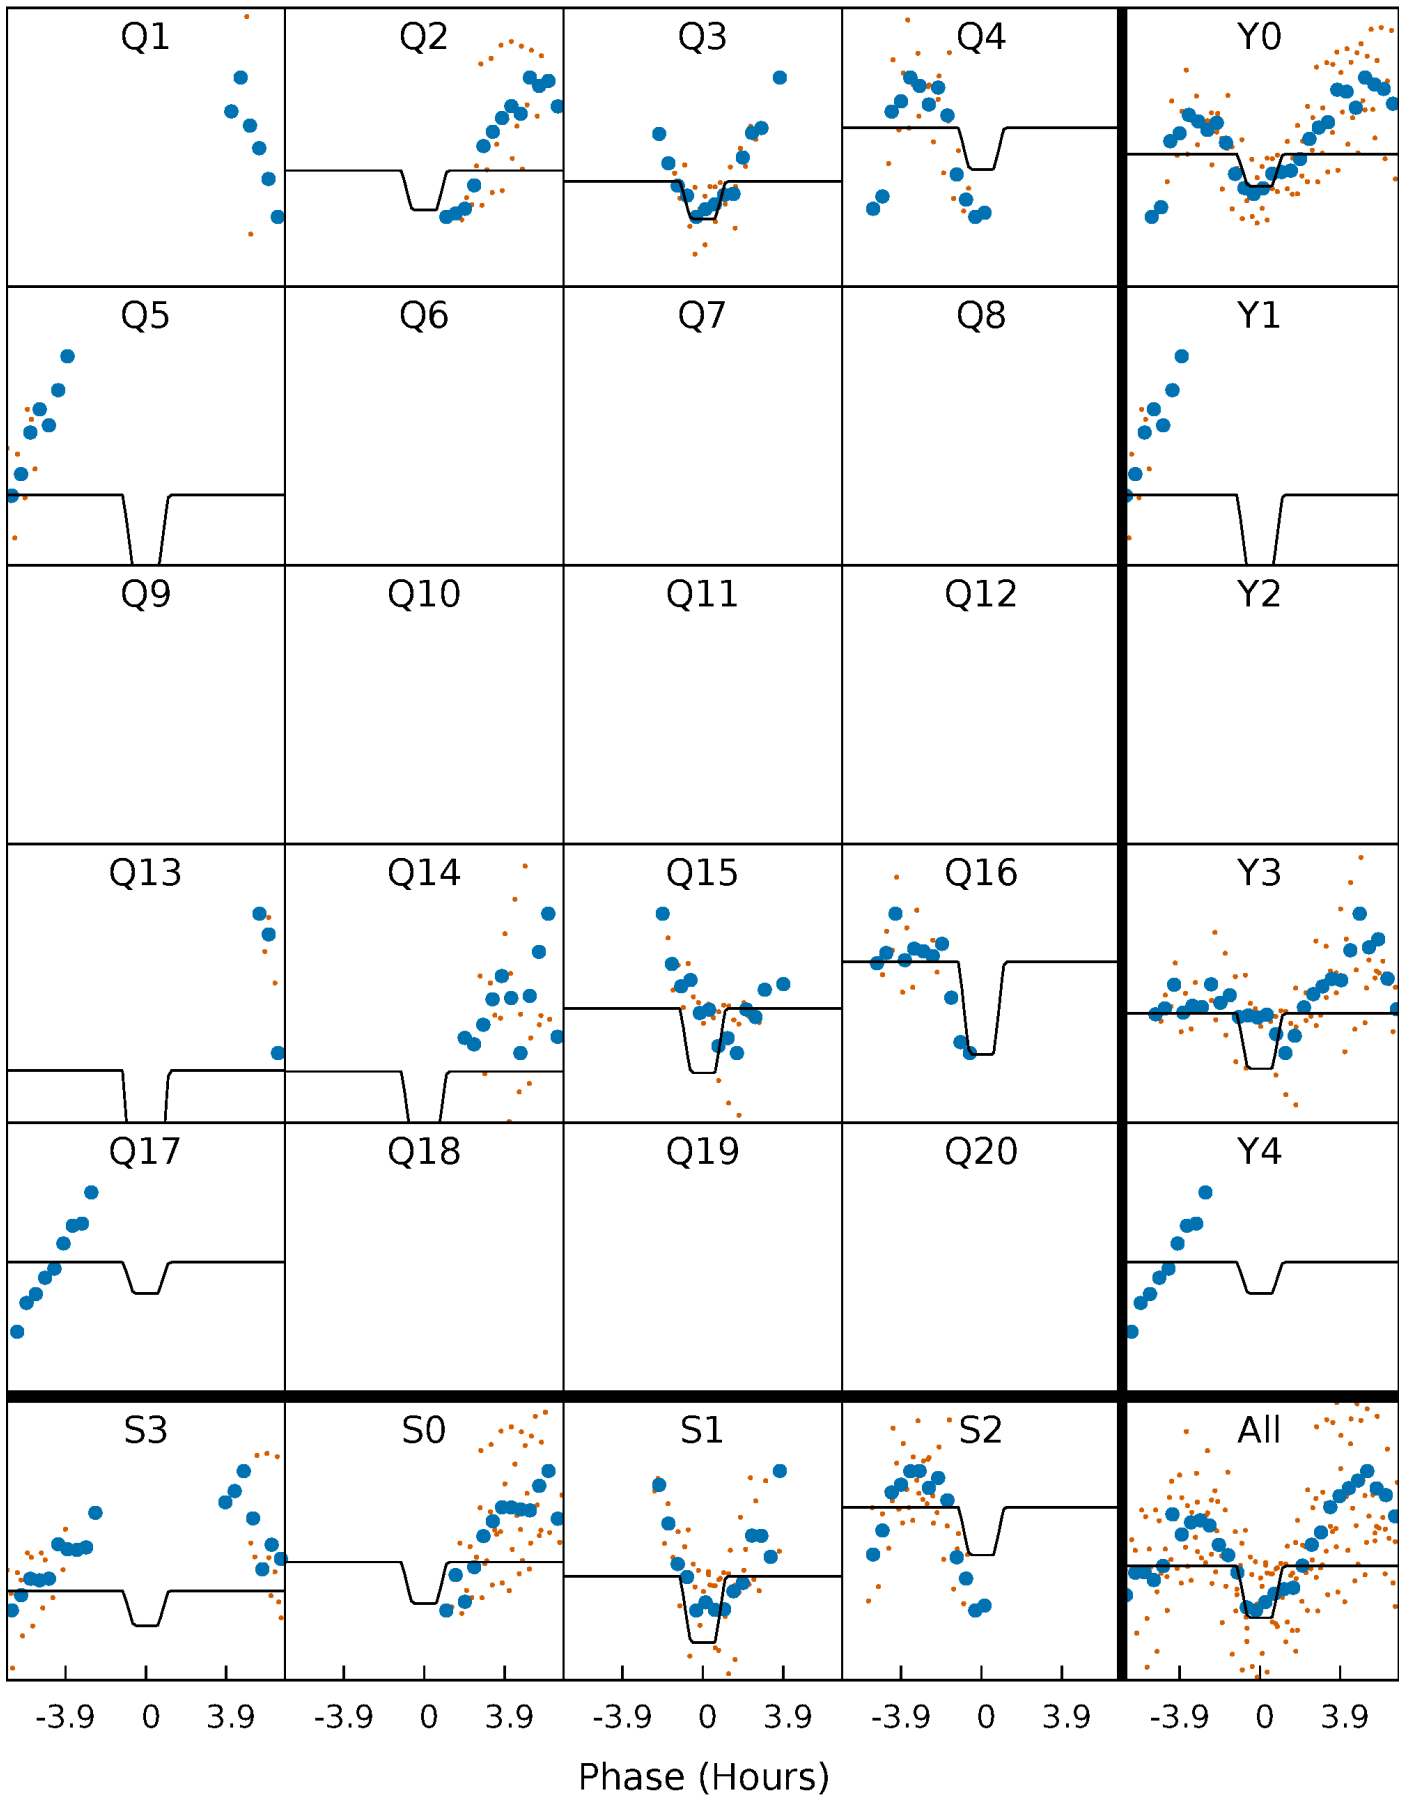 Q1 Q2 Q3 Q4 Y0
Q5 Q6 Q7 Q8 Y1
Q9 Q10 Q11 Q12 Y2
Q13 Q14 Q15 Q16 Y3
Q17 Q18 Q19 Q20 Y4
S3 S0 S1 S2 All
-3.9 0 3.9 -3.9 0 3.9 -3.9 0 3.9 -3.9 0 3.9 -3.9 0 3.9
Phase (Hours)